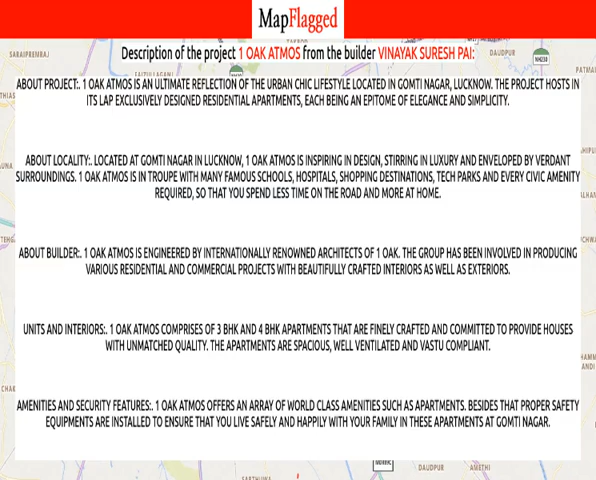 MapFlagged
Description of the project 1 OAK ATMOS from the builder VINAYAK SURESH PAI:
SARAIPREMRAJ
DAUDPUR
NH230
ABOUT PROJECT:. 1 OAK ATMOS IS AN ULTIMATE REFLECTION OF THE URBAN CHIC LIFESTYLE LOCATED IN GOMTI NAGAR, LUCKNOW. THE PROJECT HOSTS IN
ITS LAP EXCLUSIVELY DESIGNED RESIDENTIAL APARTMENTS, EACH BEING AN EPITOME OF ELEGANCE AND SIMPLICITY.
ABOUT LOCALITY:. LOCATED AT GOMTI NAGAR IN LUCKNOW, 1 OAK ATMOS IS INSPIRING IN DESIGN, STIRRING IN LUXURY AND ENVELOPED BY VERDANT
SURROUNDINGS. 1 OAK ATMOS IS IN TROUPE WITH MANY FAMOUS SCHOOLS, HOSPITALS, SHOPPING DESTINATIONS, TECH PARKS AND EVERY CIVIC AMENITY
REQUIRED, SO THAT YOU SPEND LESS TIME ON THE ROAD AND MORE AT HOME.
ABOUT BUILDER:. 1 OAK ATMOS IS ENGINEERED BY INTERNATIONALLY RENOWNED ARCHITECTS OF 1 OAK. THE GROUP HAS BEEN INVOLVED IN PRODUCING
VARIOUS RESIDENTIAL AND COMMERCIAL PROJECTS WITH BEAUTIFULLY CRAFTED INTERIORS AS WELL AS EXTERIORS.
UNITS AND INTERIORS:. 1 OAK ATMOS COMPRISES OF 3 BHK AND 4 BHK APARTMENTS THAT ARE FINELY CRAFTED AND COMMITTED TO PROVIDE HOUSES
WITH UNMATCHED QUALITY. THE APARTMENTS ARE SPACIOUS, WELL VENTILATED AND VASTU COMPLIANT.
AMENITIES AND SECURITY FEATURES:. 1 OAK ATMOS OFFERS AN ARRAY OF WORLD CLASS AMENITIES SUCH AS APARTMENTS. BESIDES THAT PROPER SAFETY
EQUIPMENTS ARE INSTALLED TO ENSURE THAT YOU LIVE SAFELY AND HAPPILY WITH YOUR FAMILY IN THESE APARTMENTS AT GOMTI NAGAR.
DAUDPUR
AMETHI